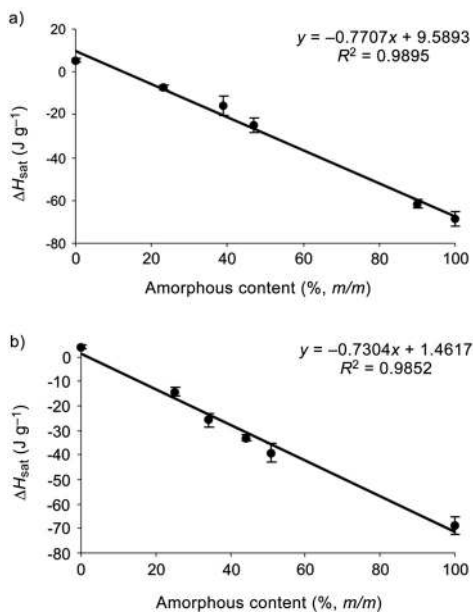 a)
y = –0.7707x + 9.5893
R² = 0.9895
20
0
-20
-40
-60
-80
ΔHsat (J g–1)
0 20 40 60 80 100
Amorphous content (%, m/m)
b)
y = –0.7304x + 1.4617
R² = 0.9852
0
-10
-20
-30
-40
-50
-60
-70
-80
ΔHsat (J g–1)
0 20 40 60 80 100
Amorphous content (%, m/m)